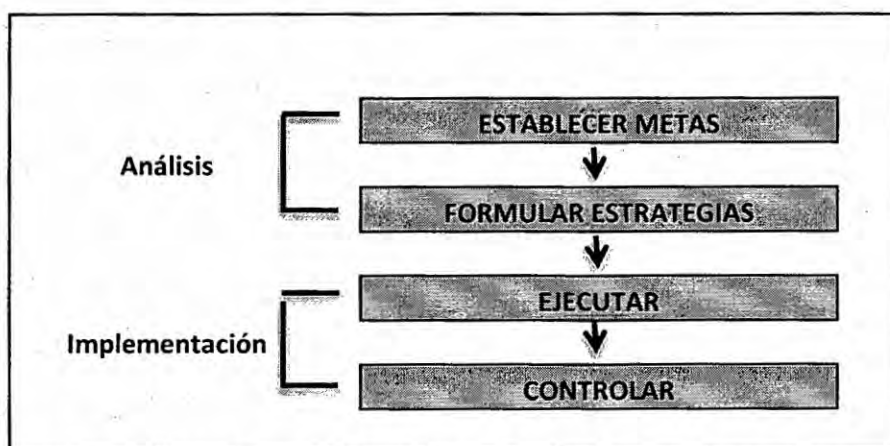 ESTABLECER METAS
Análisis
FORMULAR ESTRATEGIAS
EJECUTAR
Implementación
CONTROLAR